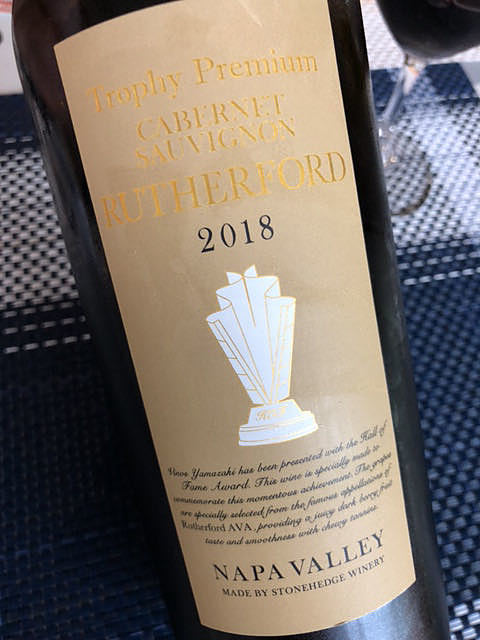 Trophy Premium
CABERNET
SAUVIGNON
RUTHERFORD
2018
Vinos Yamazaki has been presented with the Hall of
Fame Award. This wine is specially made to
commemorate this momentous achievement. The grapes
are specially selected from the famous appellations of
Rutherford AVA, providing a juicy dark berry fruit
taste and smoothness with chewy tannins.
NAPA VALLEY
MADE BY STONEHEDGE WINERY